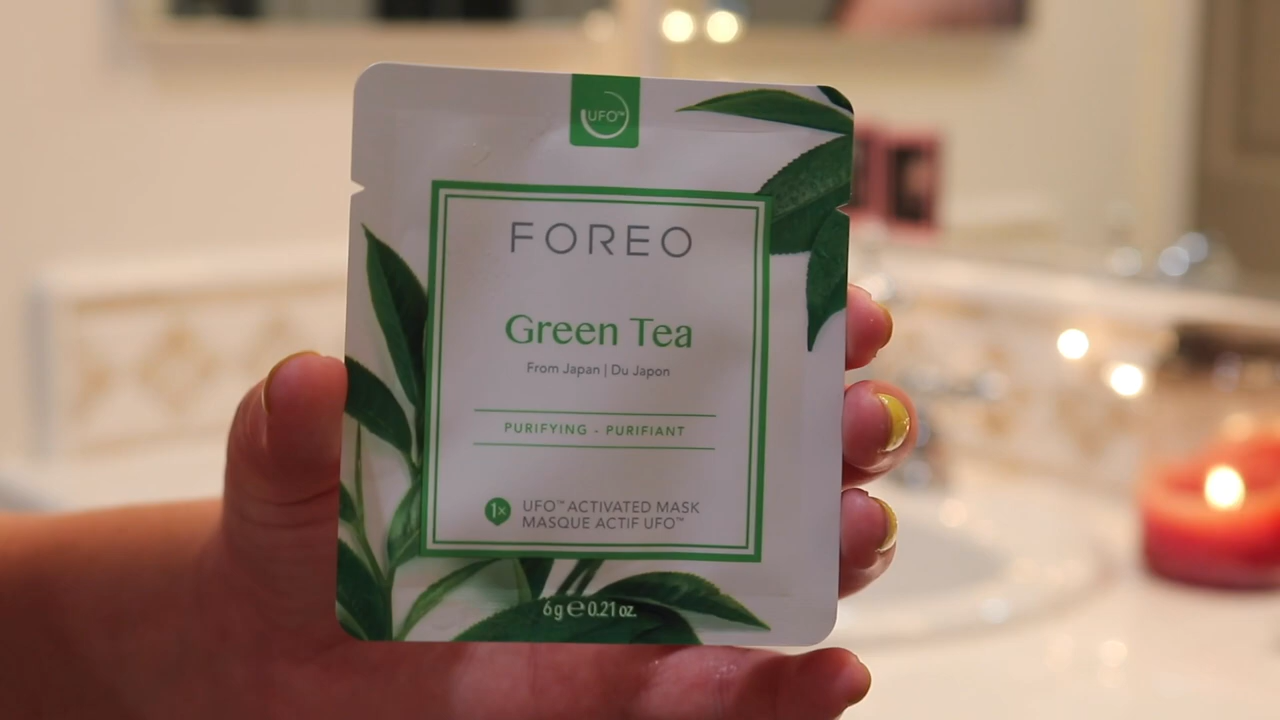 UFO™
FOREO
Green Tea
From Japan | Du Japon
PURIFYING - PURIFIANT
1x UFO™ ACTIVATED MASK
MASQUE ACTIF UFO™
6 g ℮ 0.21 oz.